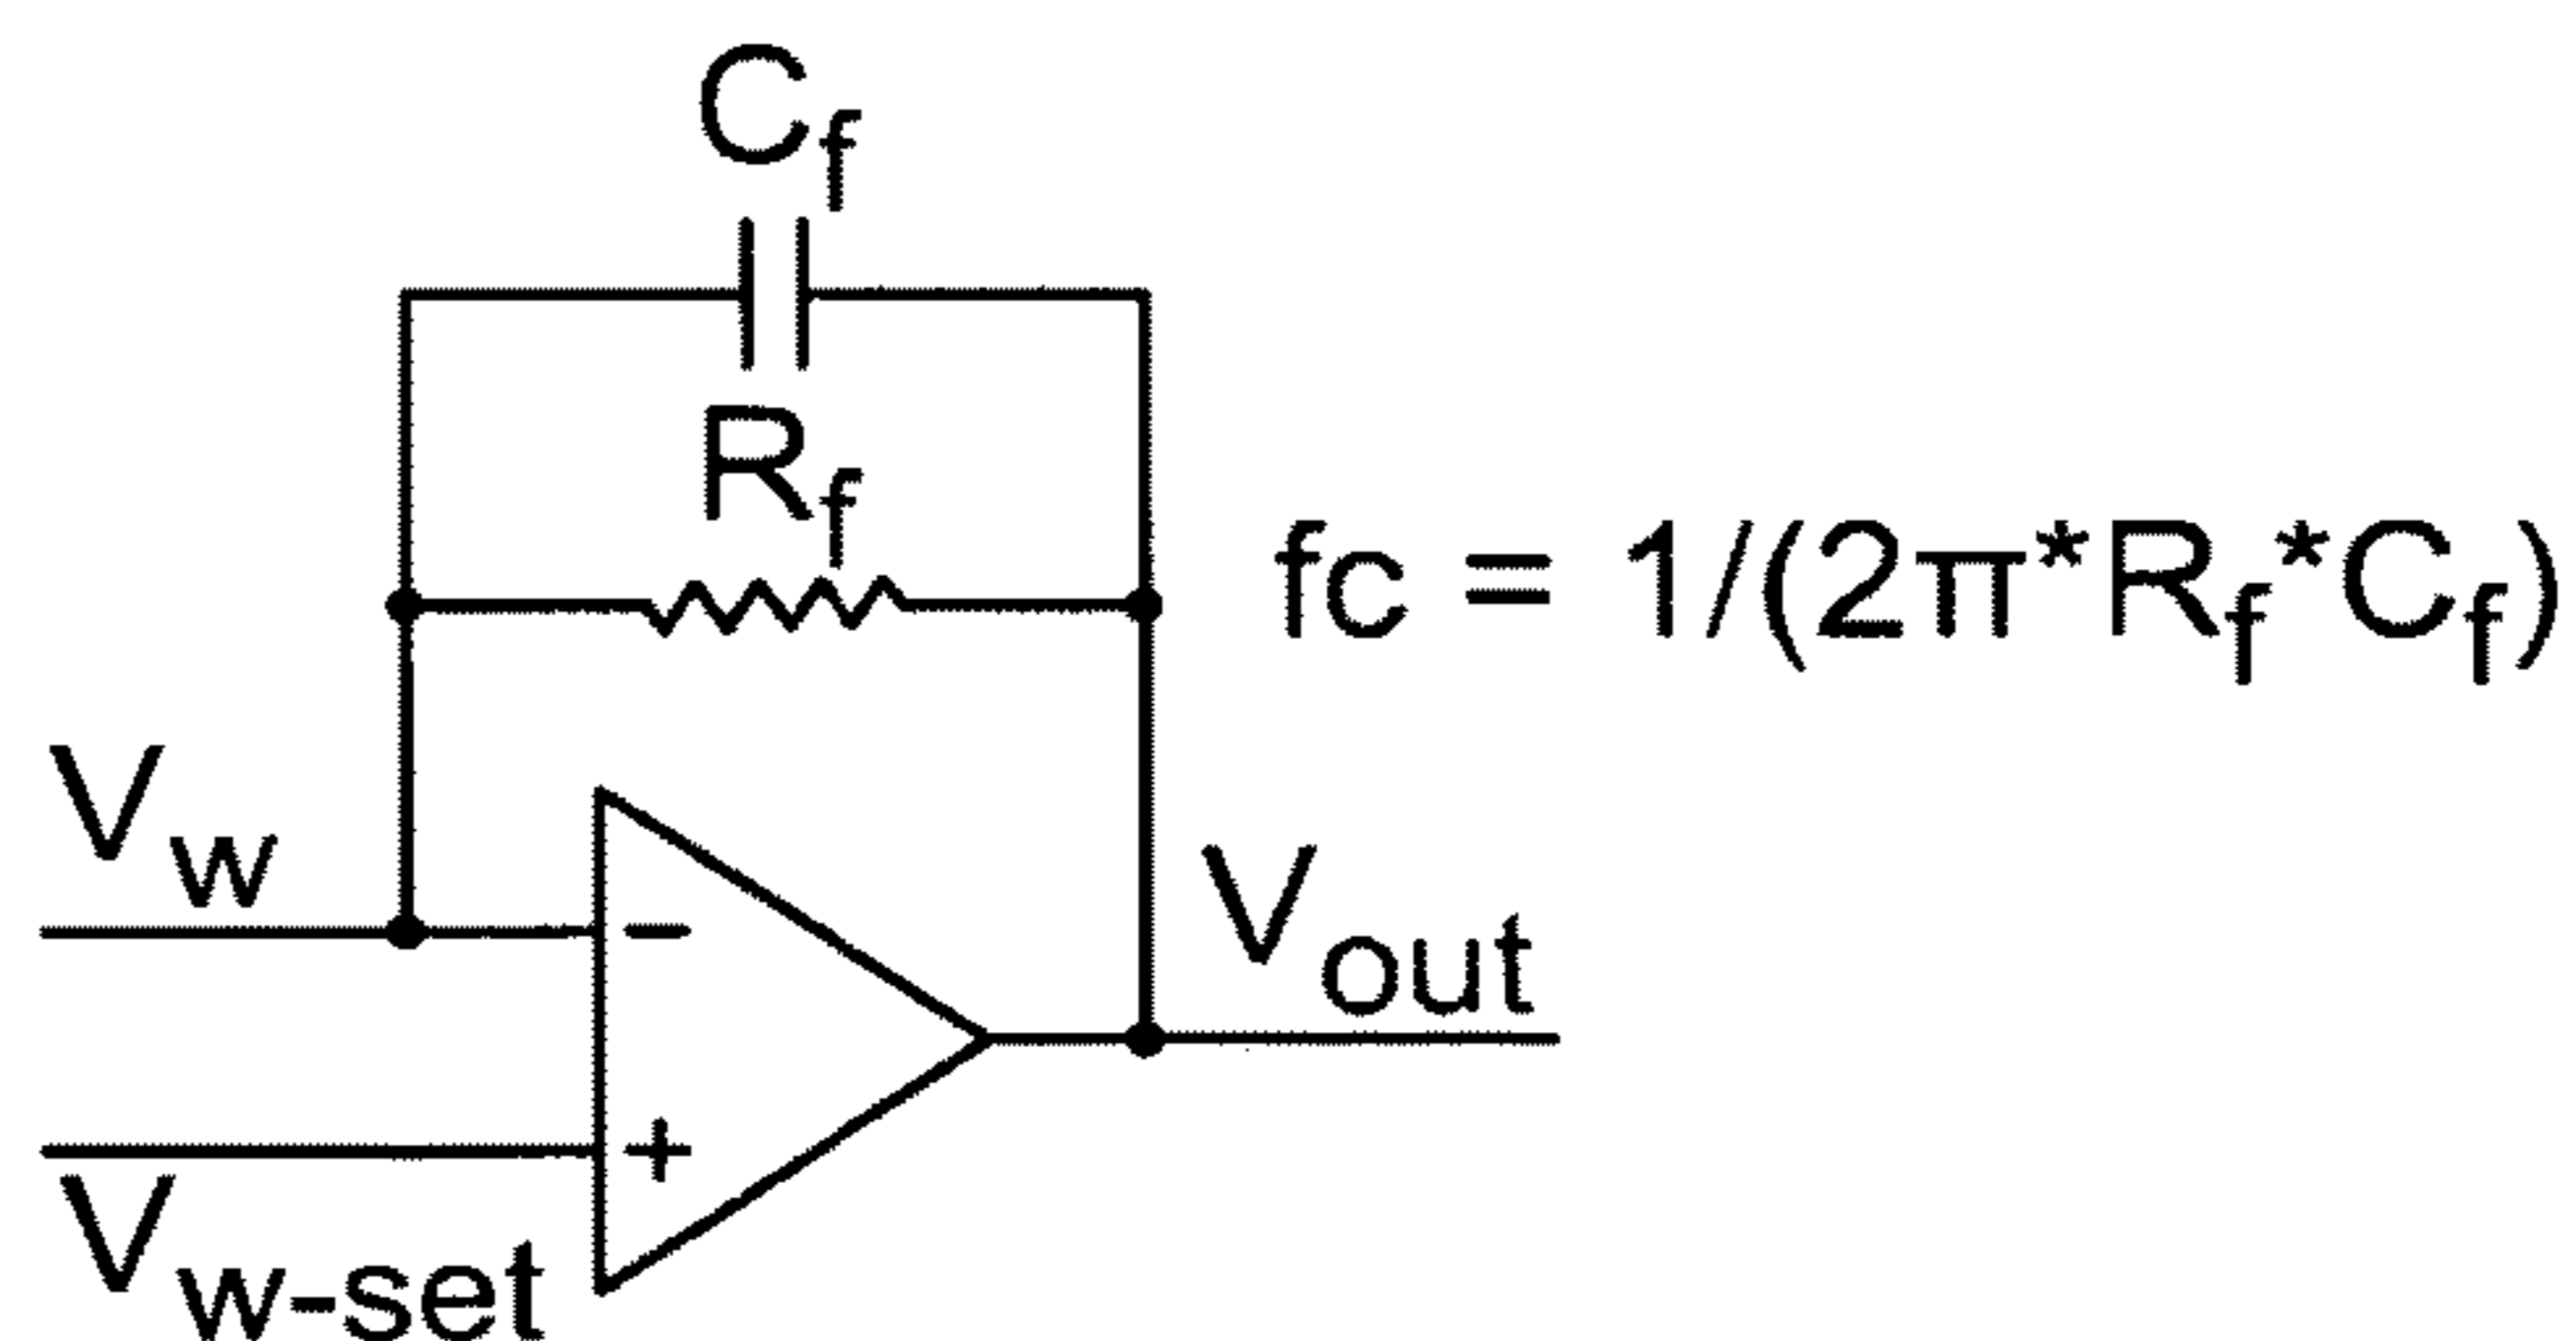 C_f
R_f
fc = 1/(2π*R_f*C_f)
V_w
−
V_out
+
V_w-set